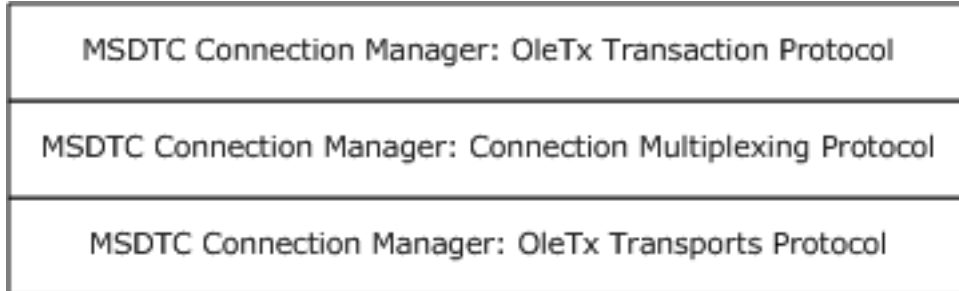 MSDTC Connection Manager: OleTx Transaction Protocol
MSDTC Connection Manager: Connection Multiplexing Protocol
MSDTC Connection Manager: OleTx Transports Protocol